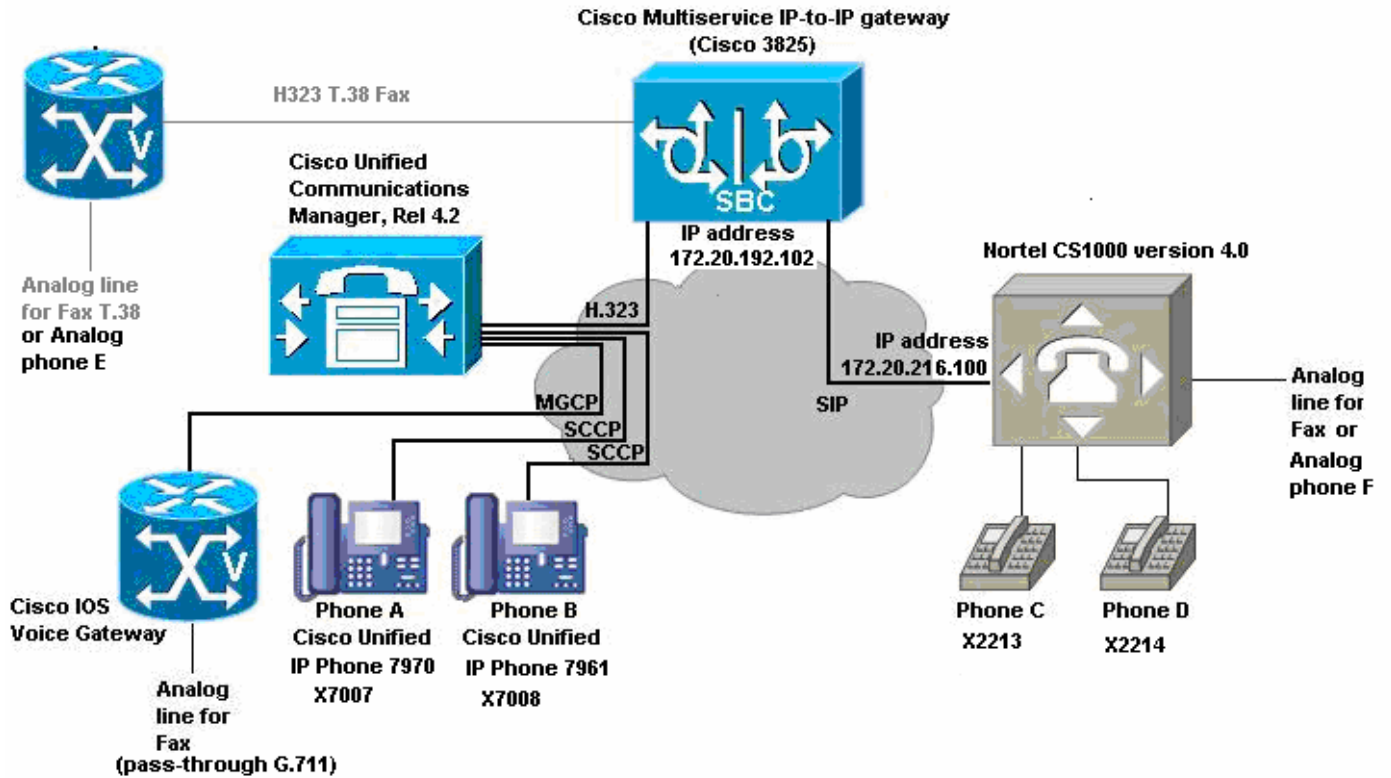 Cisco Multiservice IP-to-IP gateway
(Cisco 3825)
H323 T.38 Fax
V
Cisco Unified
Communications
Manager, Rel 4.2
SBC
IP address
172.20.192.102
Nortel CS1000 version 4.0
Analog line
for Fax T.38
or Analog
phone E
H.323
IP address
172.20.216.100
SIP
Analog
line for
Fax or
Analog
phone F
MGCP
SCCP
SCCP
V
Cisco IOS
Voice Gateway
Phone A
Cisco Unified
IP Phone 7970
X7007
Phone B
Cisco Unified
IP Phone 7961
X7008
Phone C
X2213
Phone D
X2214
Analog
line for
Fax
(pass-through G.711)